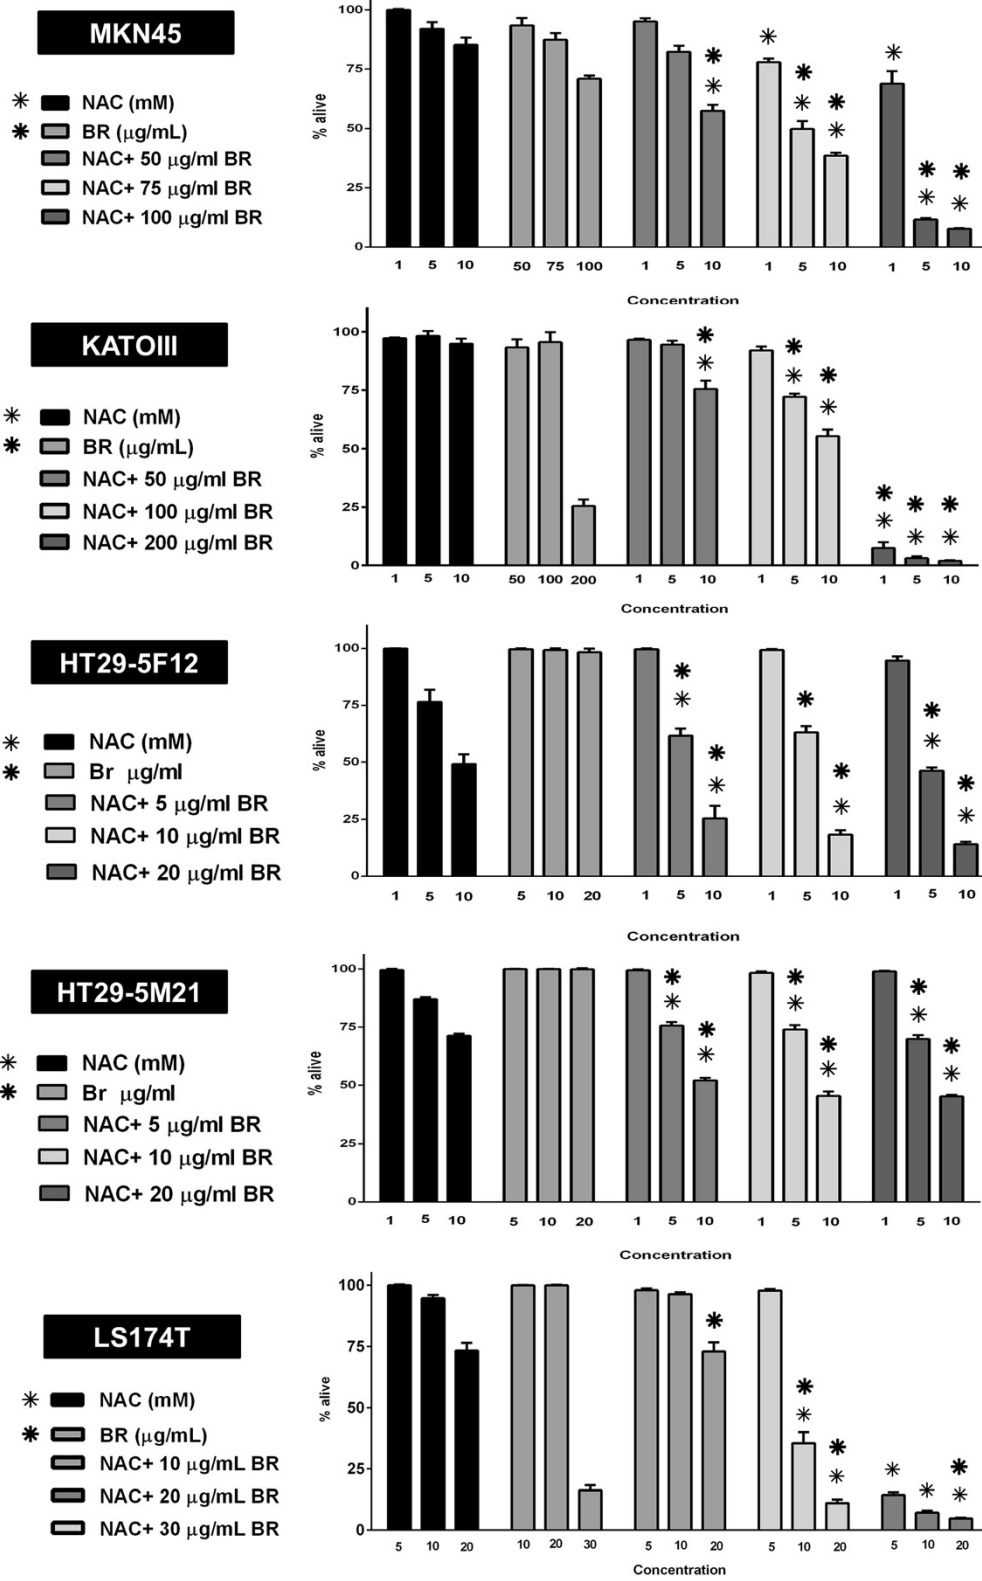 MKN45
NAC (mM)
BR (μg/mL)
NAC+ 50 μg/ml BR
NAC+ 75 μg/ml BR
NAC+ 100 μg/ml BR
% alive
100
75
50
25
0
1 5 10 50 75 100 1 5 10 1 5 10 1 5 10
Concentration
KATOIII
NAC (mM)
BR (μg/mL)
NAC+ 50 μg/ml BR
NAC+ 100 μg/ml BR
NAC+ 200 μg/ml BR
% alive
100
75
50
25
0
1 5 10 50 100 200 1 5 10 1 5 10 1 5 10
Concentration
HT29-5F12
NAC (mM)
Br μg/ml
NAC+ 5 μg/ml BR
NAC+ 10 μg/ml BR
NAC+ 20 μg/ml BR
% alive
100
75
50
25
0
1 5 10 5 10 20 1 5 10 1 5 10 1 5 10
Concentration
HT29-5M21
NAC (mM)
Br μg/ml
NAC+ 5 μg/ml BR
NAC+ 10 μg/ml BR
NAC+ 20 μg/ml BR
% alive
100
75
50
25
0
1 5 10 5 10 20 1 5 10 1 5 10 1 5 10
Concentration
LS174T
NAC (mM)
BR (μg/mL)
NAC+ 10 μg/mL BR
NAC+ 20 μg/mL BR
NAC+ 30 μg/mL BR
% alive
100
75
50
25
0
5 10 20 10 20 30 5 10 20 5 10 20 5 10 20
Concentration